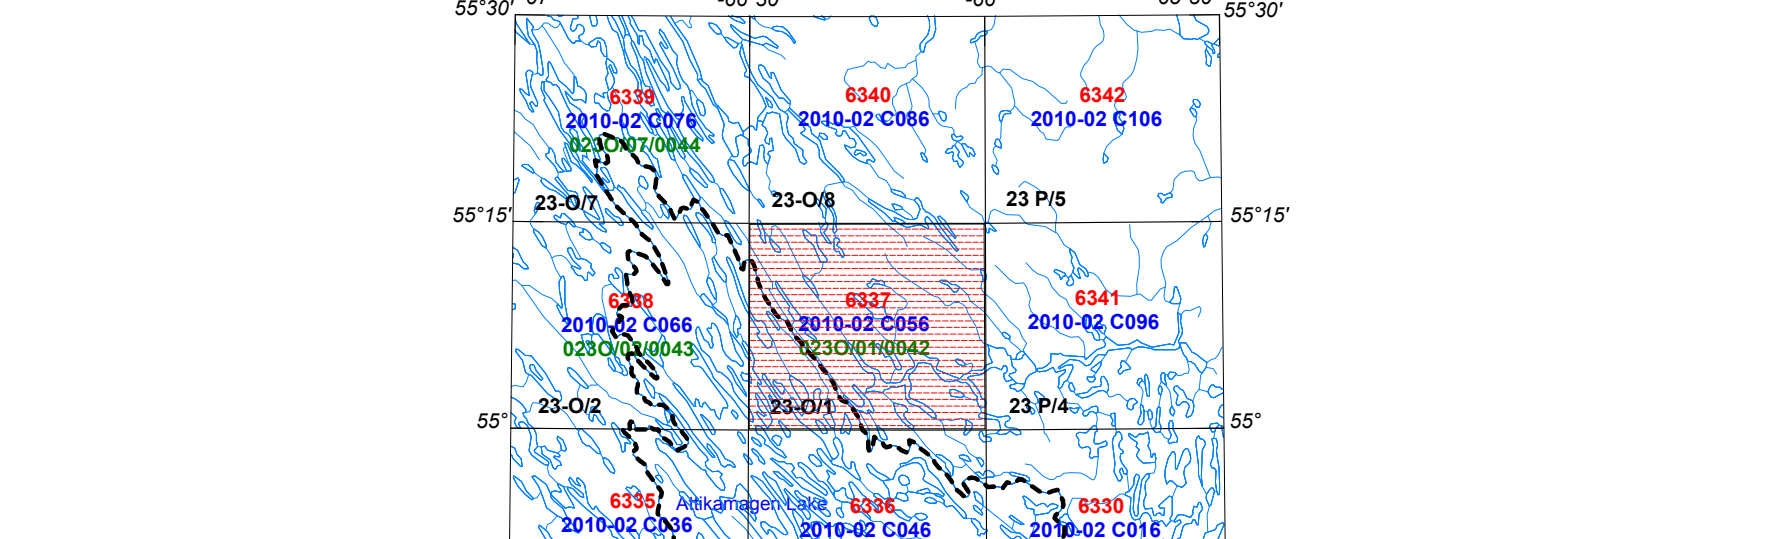 55°30' 55°30'
6339 6340 6342
2010-02 C076 2010-02 C086 2010-02 C106
023O/07/0044
23-O/7 23-O/8 23 P/5
55°15' 55°15'
6338 6337 6341
2010-02 C066 2010-02 C056 2010-02 C096
023O/02/0043 023O/01/0042
23-O/2 23-O/1 23 P/4
55° 55°
6335 Attikamagen Lake 6336 6330
2010-02 C036 2010-02 C046 2010-02 C016